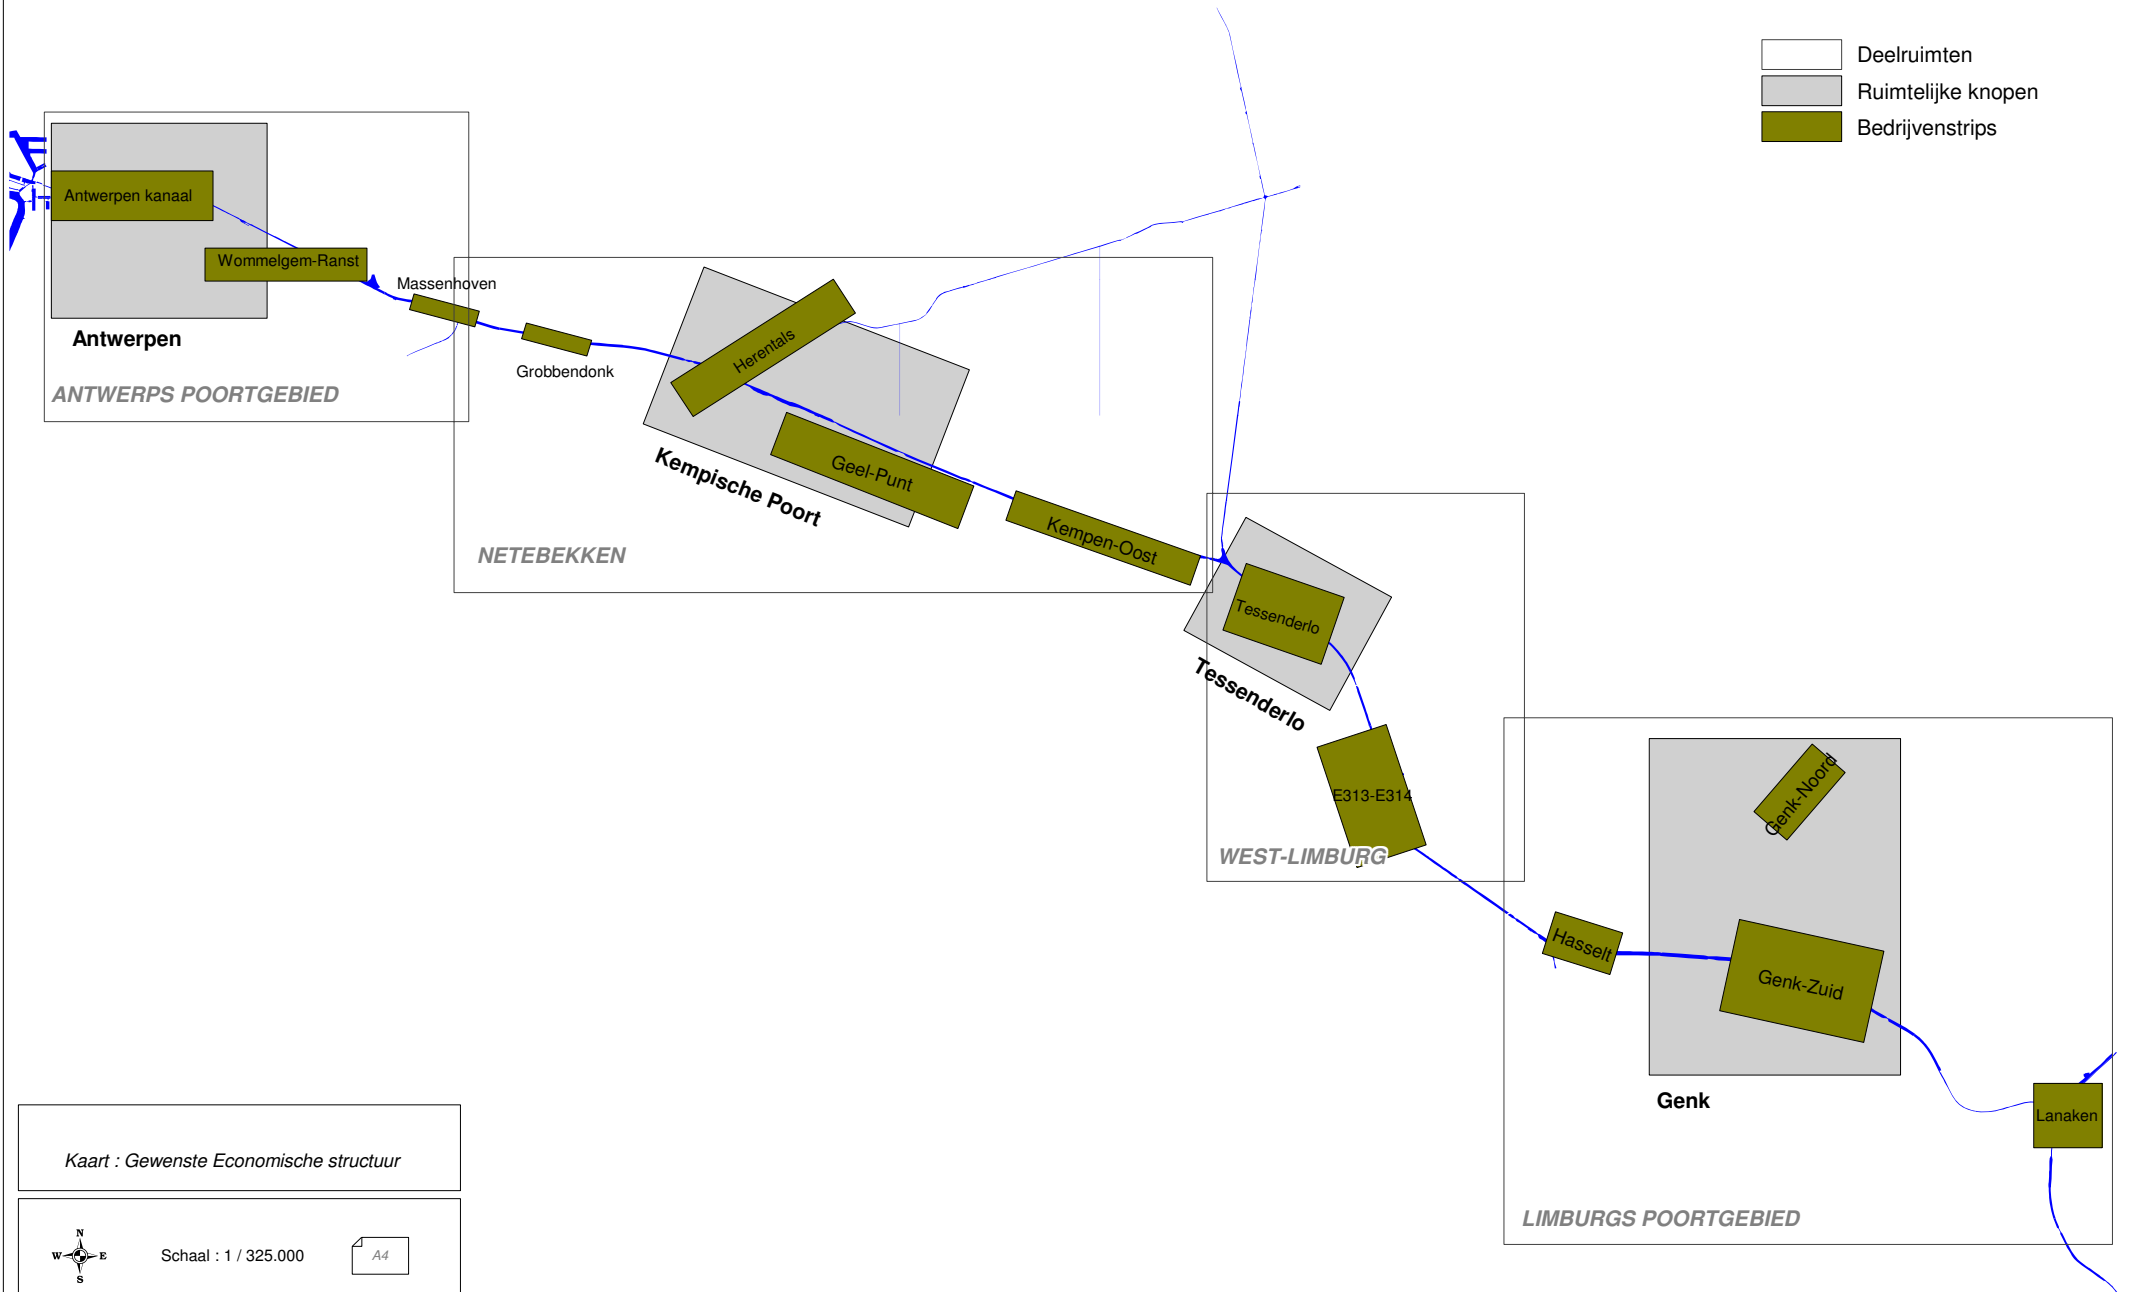 Deelruimten
Ruimtelijke knopen
Bedrijvenstrips
Antwerpen kanaal
Wommelgem-Ranst
Massenhoven
Antwerpen
Grobbendonk
ANTWERPS POORTGEBIED
Herentals
Geel-Punt
Kempische Poort
Kempen-Oost
NETEBEKKEN
Tessenderlo
Tessenderlo
E313-E314
WEST-LIMBURG
Genk-Noord
Hasselt
Genk-Zuid
Genk
Lanaken
LIMBURGS POORTGEBIED
Kaart : Gewenste Economische structuur
N
W E
S
Schaal : 1 / 325.000
A4